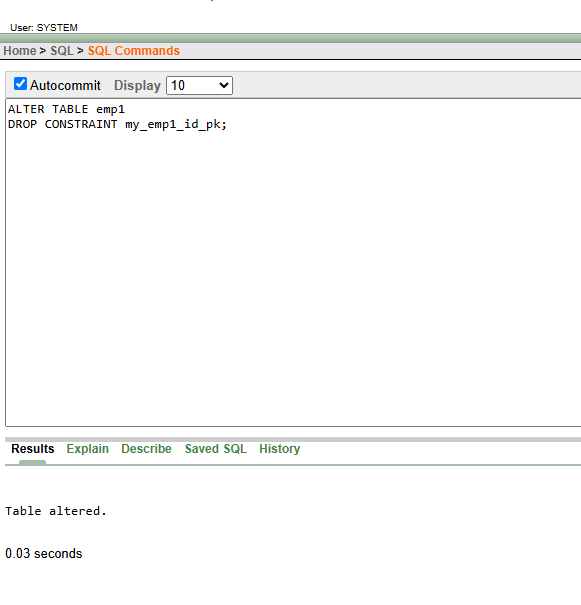 User: SYSTEM
Home > SQL > SQL Commands
Autocommit Display 10
ALTER TABLE emp1
DROP CONSTRAINT my_emp1_id_pk;
Results Explain Describe Saved SQL History
Table altered.
0.03 seconds